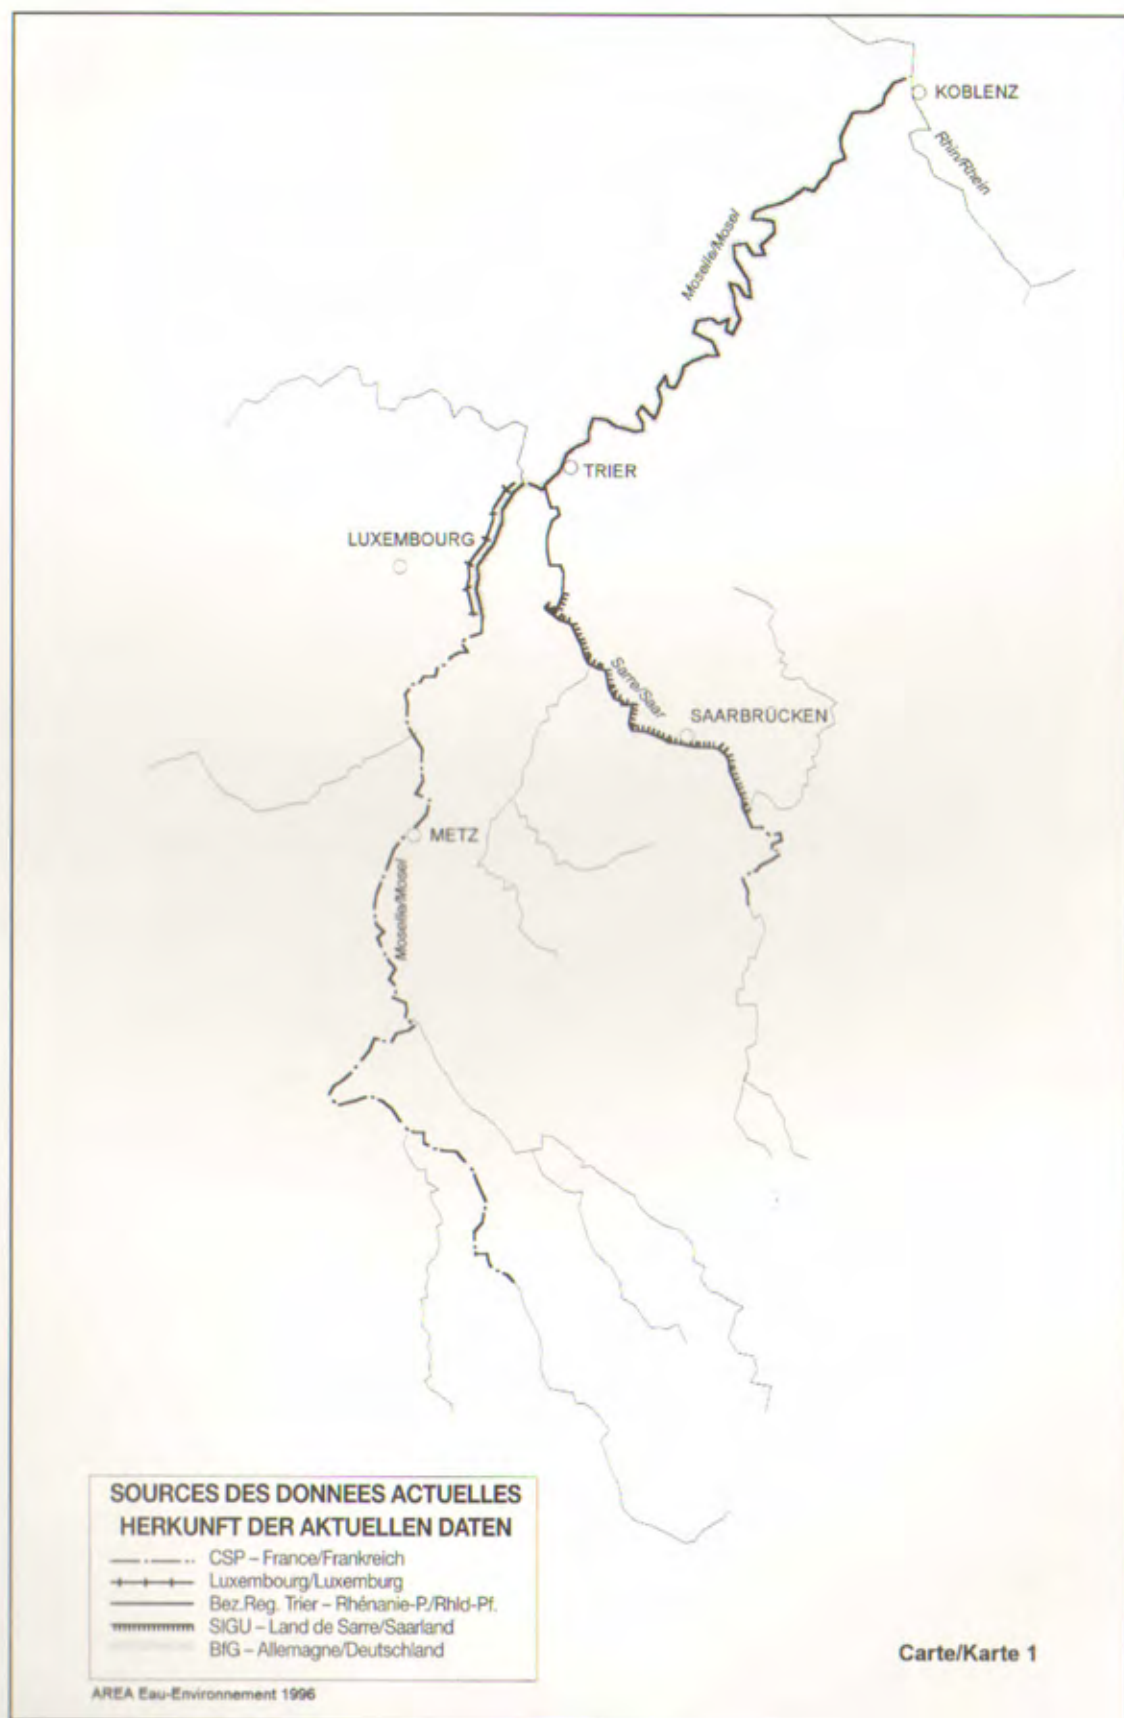 KOBLENZ
Rhin/Rhein
Moselle/Mosel
TRIER
LUXEMBOURG
Sarre/Saar
SAARBRÜCKEN
METZ
Moselle/Mosel
SOURCES DES DONNEES ACTUELLES
HERKUNFT DER AKTUELLEN DATEN
CSP – France/Frankreich
Luxembourg/Luxemburg
Bez.Reg. Trier – Rhénanie-P./Rhld-Pf.
SIGU – Land de Sarre/Saarland
BfG – Allemagne/Deutschland
Carte/Karte 1
AREA Eau-Environnement 1996